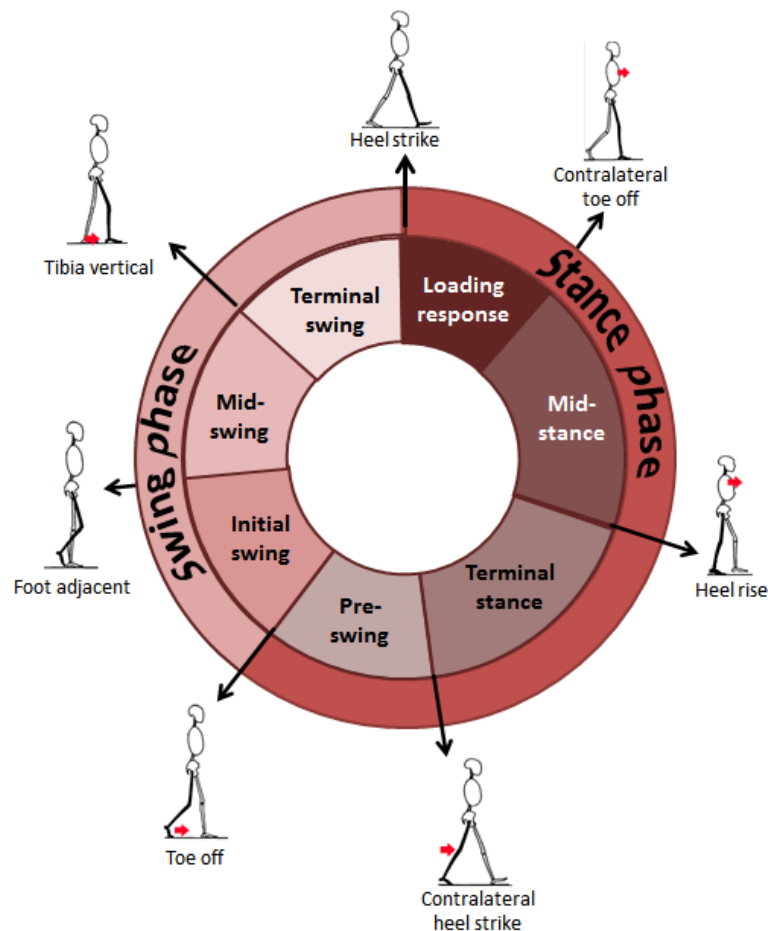 Heel strike
Contralateral
toe off
Tibia vertical
Stance phase
Loading
response
Terminal
swing
Mid-
stance
Mid-
swing
Swing phase
Heel rise
Terminal
stance
Initial
swing
Foot adjacent
Pre-
swing
Toe off
Contralateral
heel strike